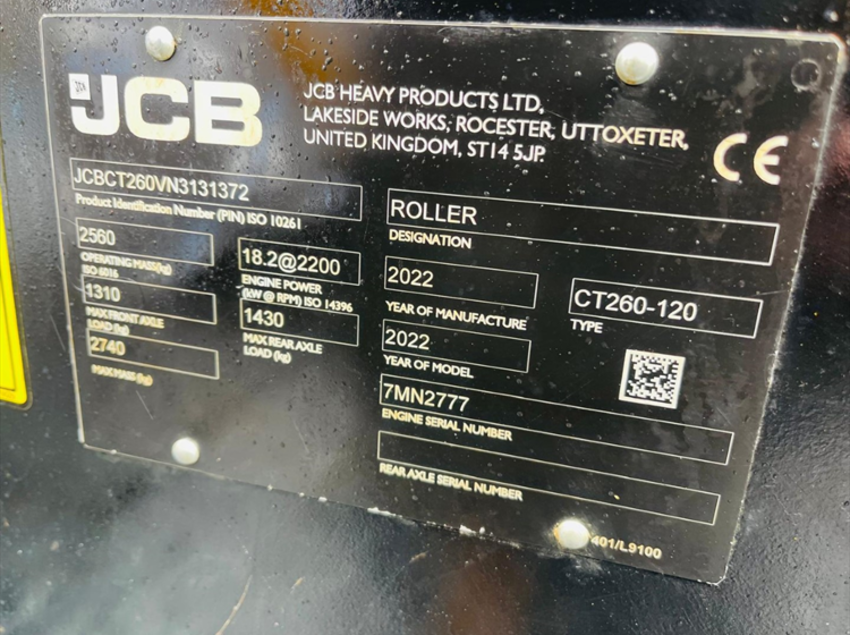 JCB
JCB HEAVY PRODUCTS LTD,
LAKESIDE WORKS, ROCESTER, UTTOXETER,
UNITED KINGDOM, ST14 5JP.
CE
JCBCT260VN3131372
Product Identification Number (PIN) ISO 10261
2560
OPERATING MASS(kg)
ISO 6016
18.2@2200
ENGINE POWER
(kW @ RPM) ISO 14396
1310
MAX FRONT AXLE
LOAD (kg)
1430
MAX REAR AXLE
LOAD (kg)
2740
MAX MASS (kg)
ROLLER
DESIGNATION
2022
YEAR OF MANUFACTURE
CT260-120
TYPE
2022
YEAR OF MODEL
7MN2777
ENGINE SERIAL NUMBER
REAR AXLE SERIAL NUMBER
401/L9100